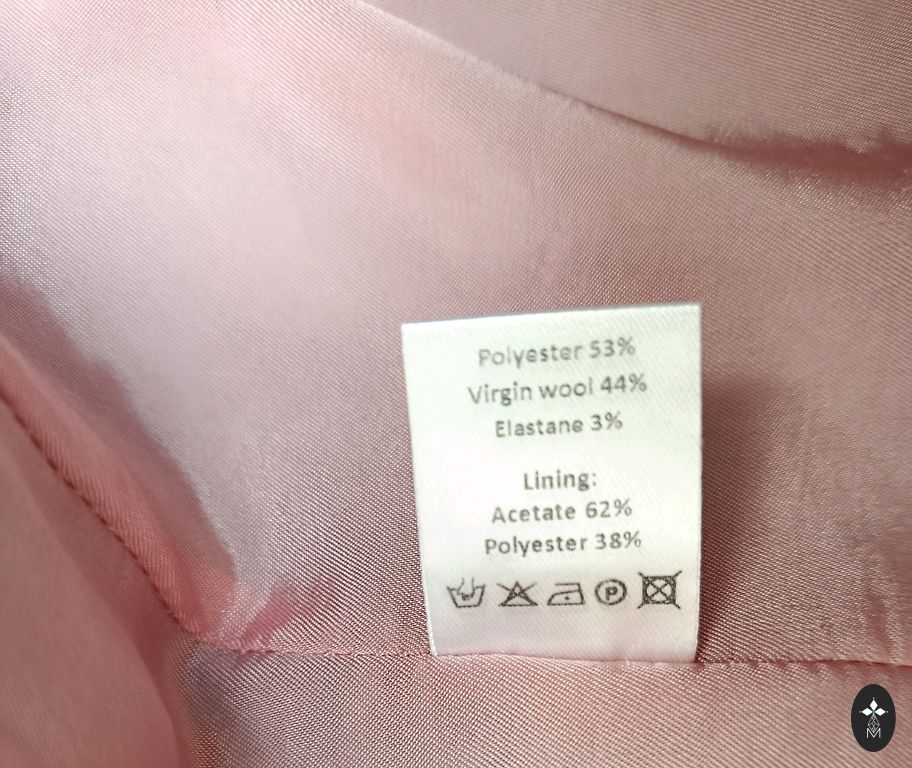 Polyester 53%
Virgin wool 44%
Elastane 3%
Lining:
Acetate 62%
Polyester 38%
P
M